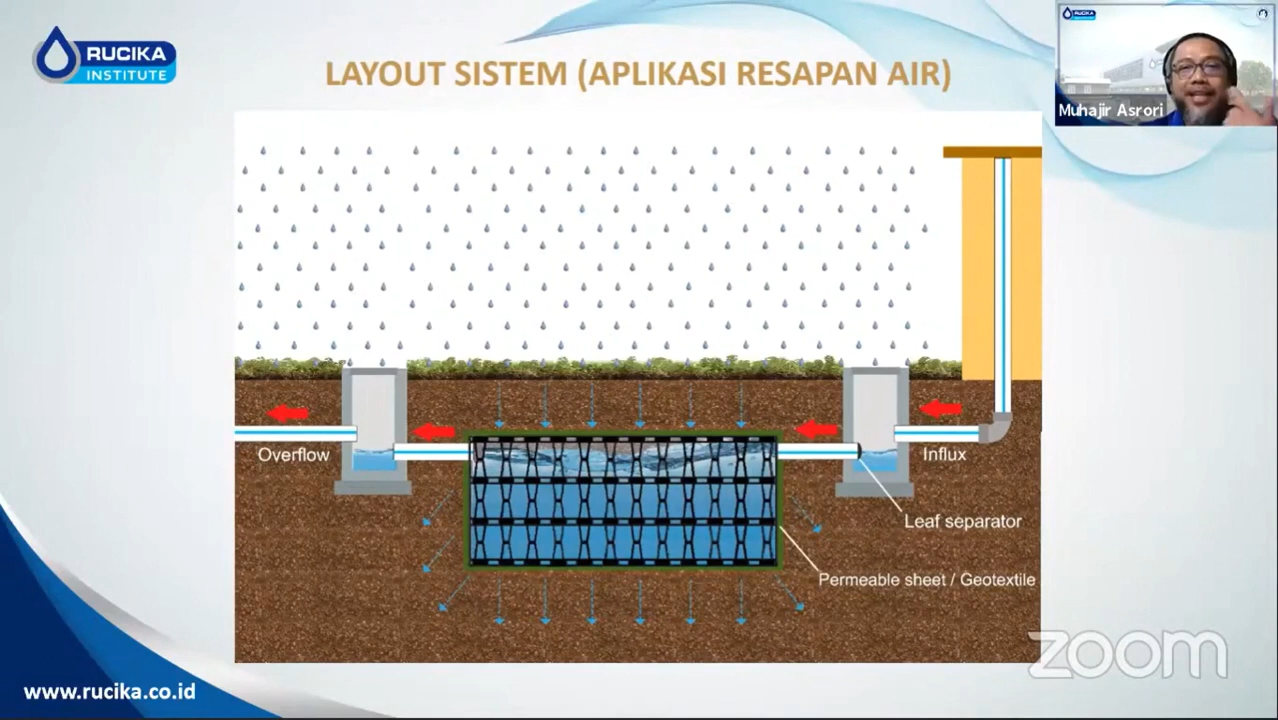 RUCIKA
INSTITUTE
LAYOUT SISTEM (APLIKASI RESAPAN AIR)
RUCIKA
Muhajir Asrori
Overflow
Influx
Leaf separator
Permeable sheet / Geotextile
zoom
www.rucika.co.id